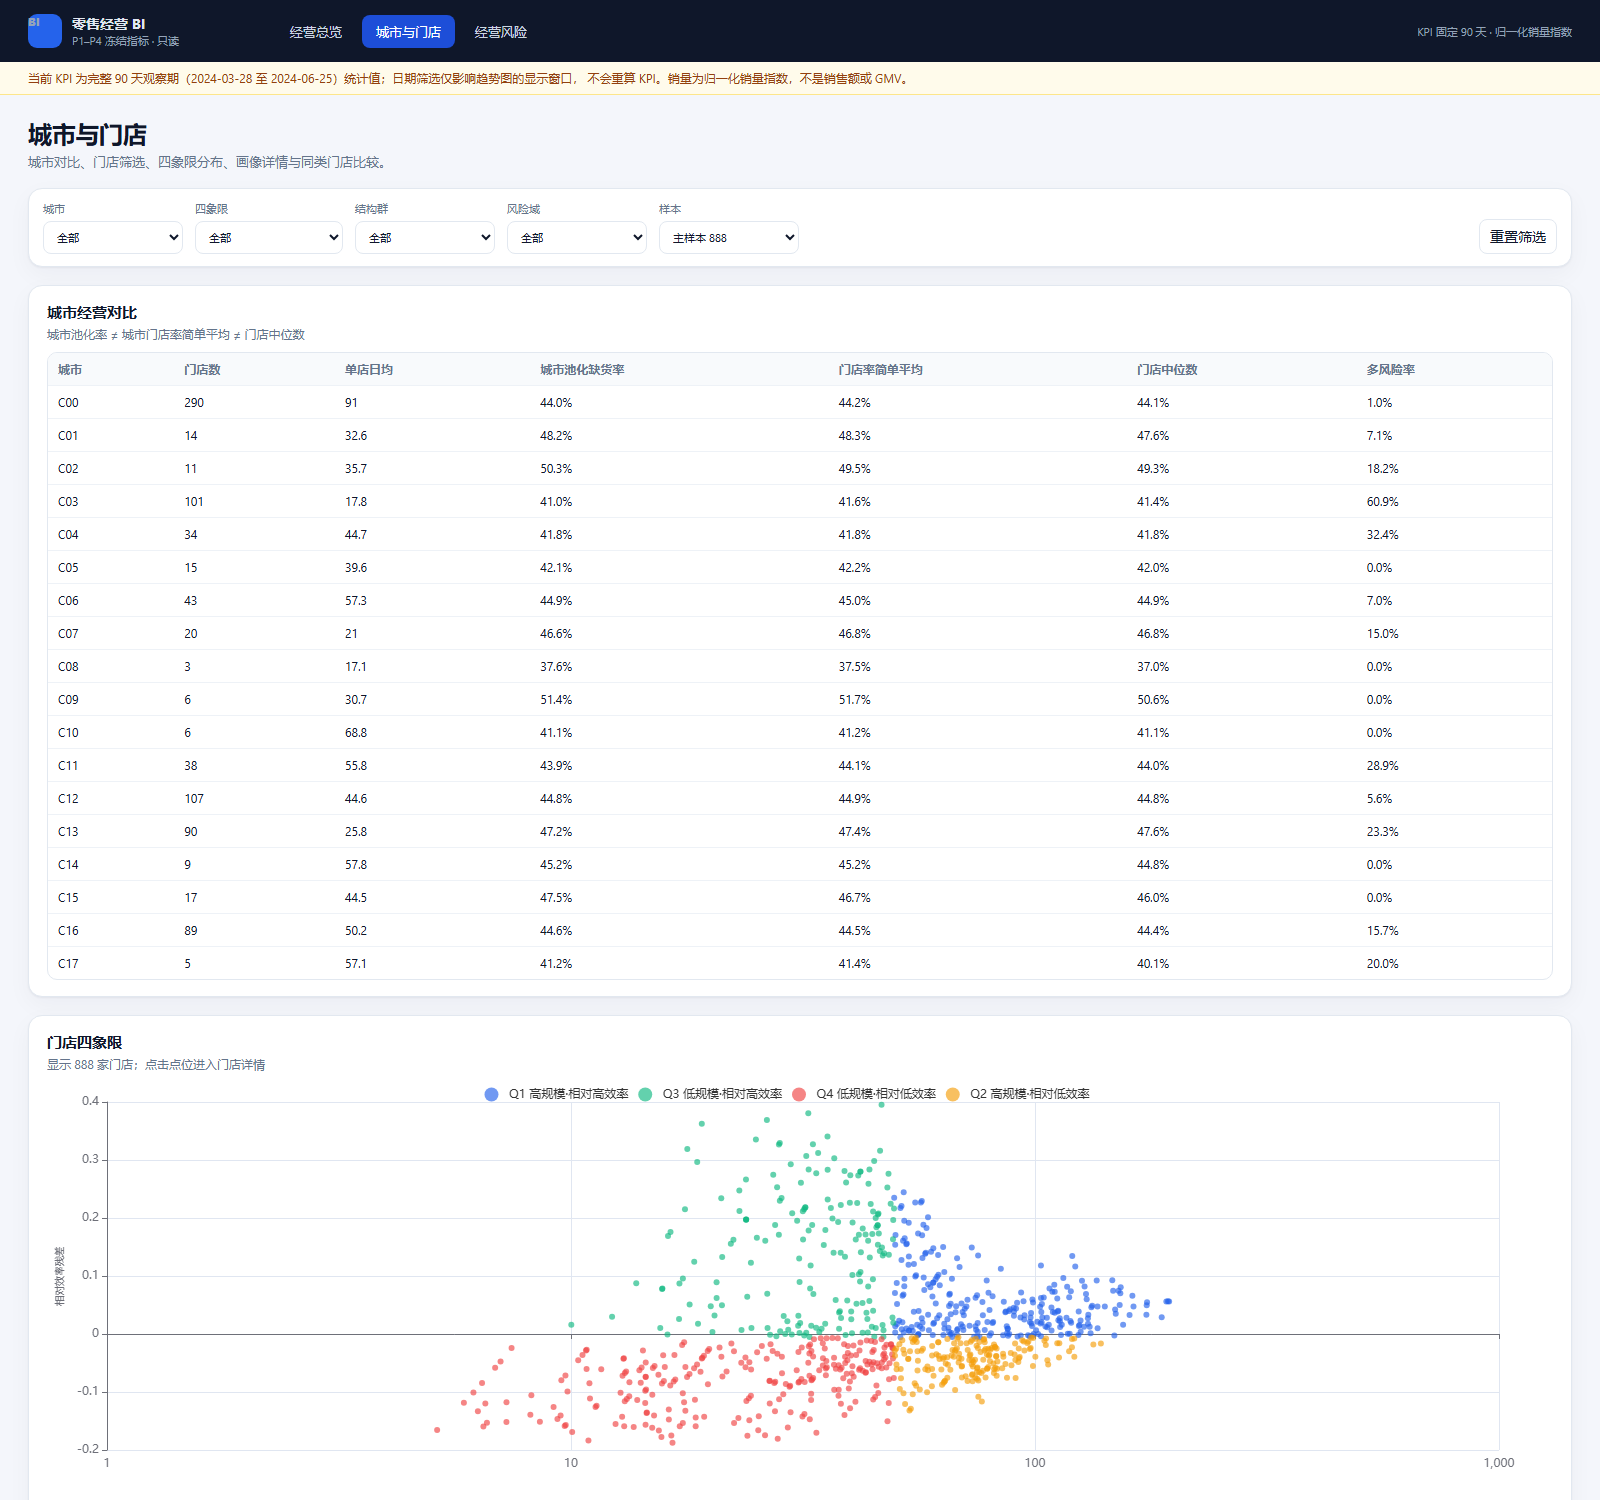 BI
零售经营 BI
P1–P4 冻结指标 · 只读
经营总览
城市与门店
经营风险
KPI 固定 90 天 · 归一化销量指数
当前 KPI 为完整 90 天观察期（2024-03-28 至 2024-06-25）统计值；日期筛选仅影响趋势图的显示窗口， 不会重算 KPI。销量为归一化销量指数，不是销售额或 GMV。
城市与门店
城市对比、门店筛选、四象限分布、画像详情与同类门店比较。
城市 四象限 结构群 风险域 样本
全部 全部 全部 全部 主样本 888 重置筛选
城市经营对比
城市池化率 ≠ 城市门店率简单平均 ≠ 门店中位数
城市 门店数 单店日均 城市池化缺货率 门店率简单平均 门店中位数 多风险率
C00 290 91 44.0% 44.2% 44.1% 1.0%
C01 14 32.6 48.2% 48.3% 47.6% 7.1%
C02 11 35.7 50.3% 49.5% 49.3% 18.2%
C03 101 17.8 41.0% 41.6% 41.4% 60.9%
C04 34 44.7 41.8% 41.8% 41.8% 32.4%
C05 15 39.6 42.1% 42.2% 42.0% 0.0%
C06 43 57.3 44.9% 45.0% 44.9% 7.0%
C07 20 21 46.6% 46.8% 46.8% 15.0%
C08 3 17.1 37.6% 37.5% 37.0% 0.0%
C09 6 30.7 51.4% 51.7% 50.6% 0.0%
C10 6 68.8 41.1% 41.2% 41.1% 0.0%
C11 38 55.8 43.9% 44.1% 44.0% 28.9%
C12 107 44.6 44.8% 44.9% 44.8% 5.6%
C13 90 25.8 47.2% 47.4% 47.6% 23.3%
C14 9 57.8 45.2% 45.2% 44.8% 0.0%
C15 17 44.5 47.5% 46.7% 46.0% 0.0%
C16 89 50.2 44.6% 44.5% 44.4% 15.7%
C17 5 57.1 41.2% 41.4% 40.1% 20.0%
门店四象限
显示 888 家门店；点击点位进入门店详情
Q1 高规模·相对高效率 Q3 低规模·相对高效率 Q4 低规模·相对低效率 Q2 高规模·相对低效率
0.4
0.3
0.2
0.1
0
-0.1
-0.2
相对效率残差
1 10 100 1,000